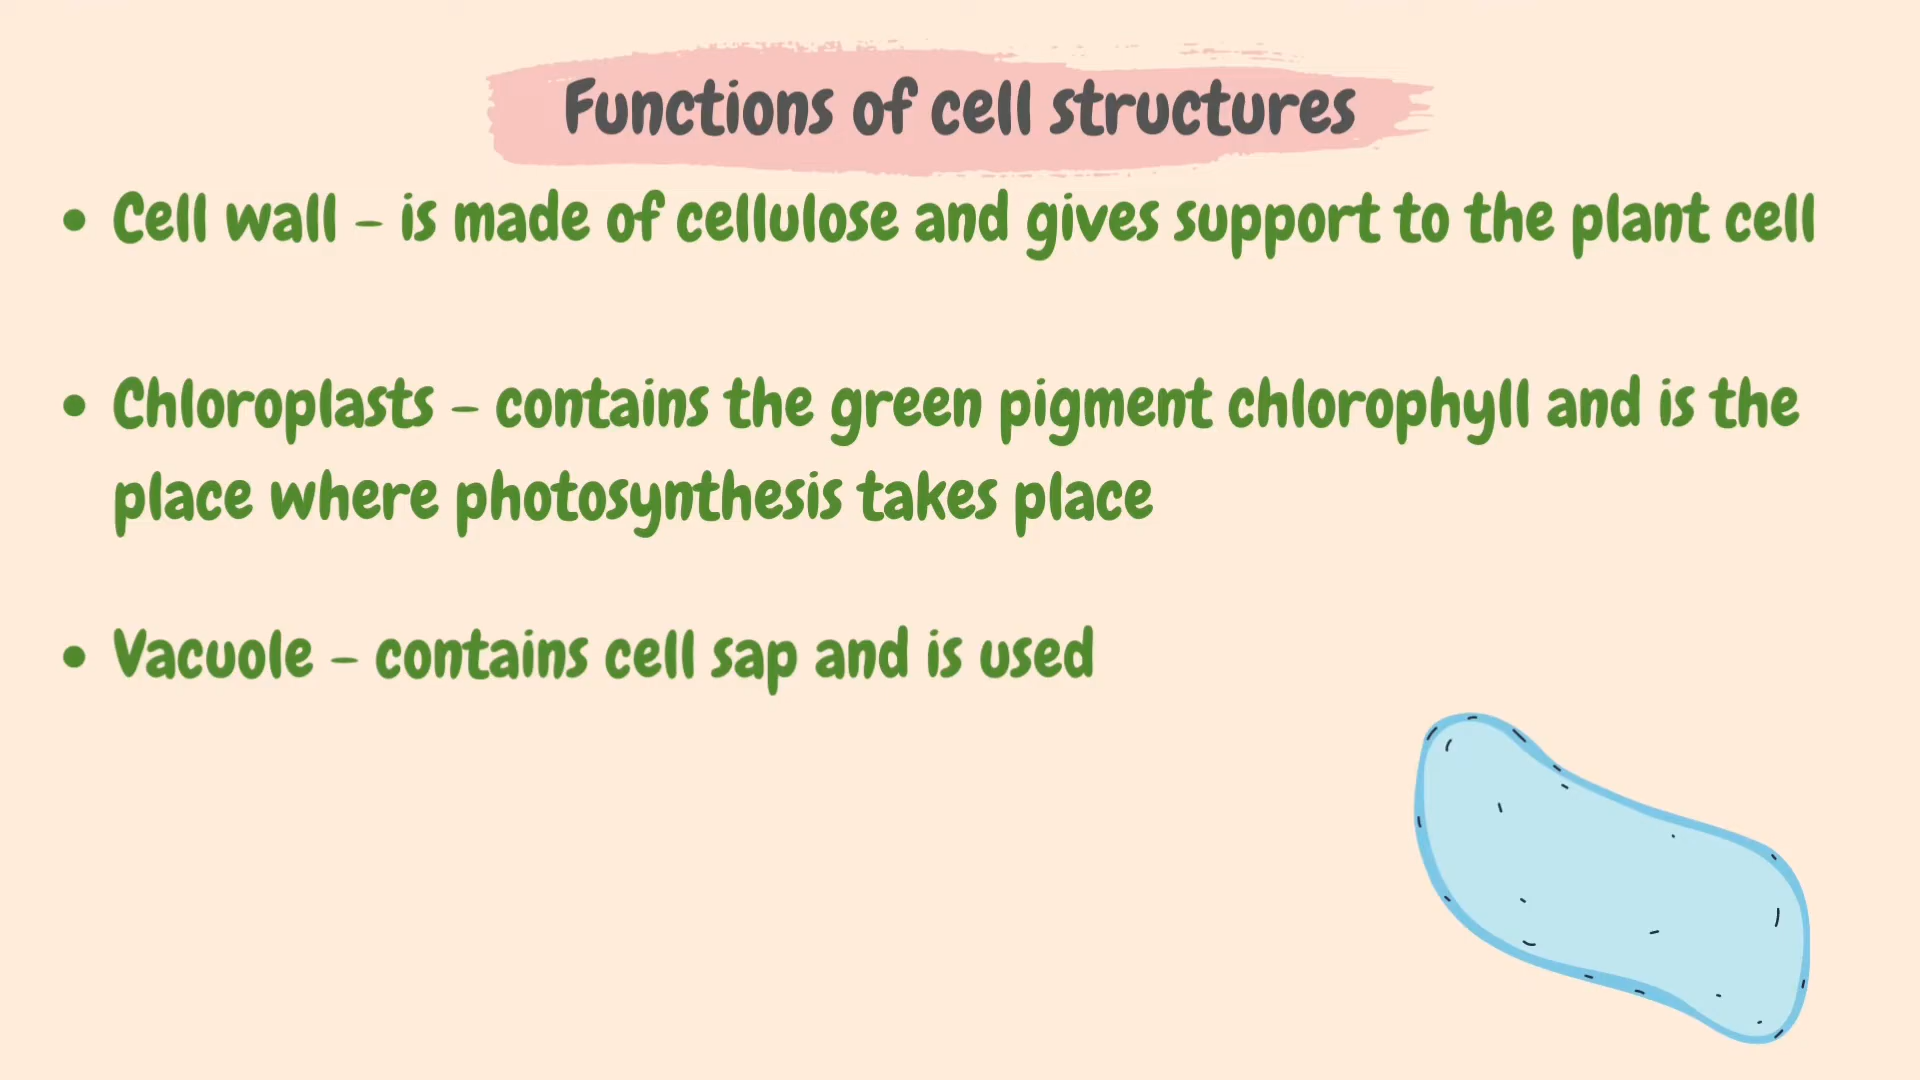 Functions of cell structures
• Cell wall – is made of cellulose and gives support to the plant cell
• Chloroplasts – contains the green pigment chlorophyll and is the
place where photosynthesis takes place
• Vacuole – contains cell sap and is used